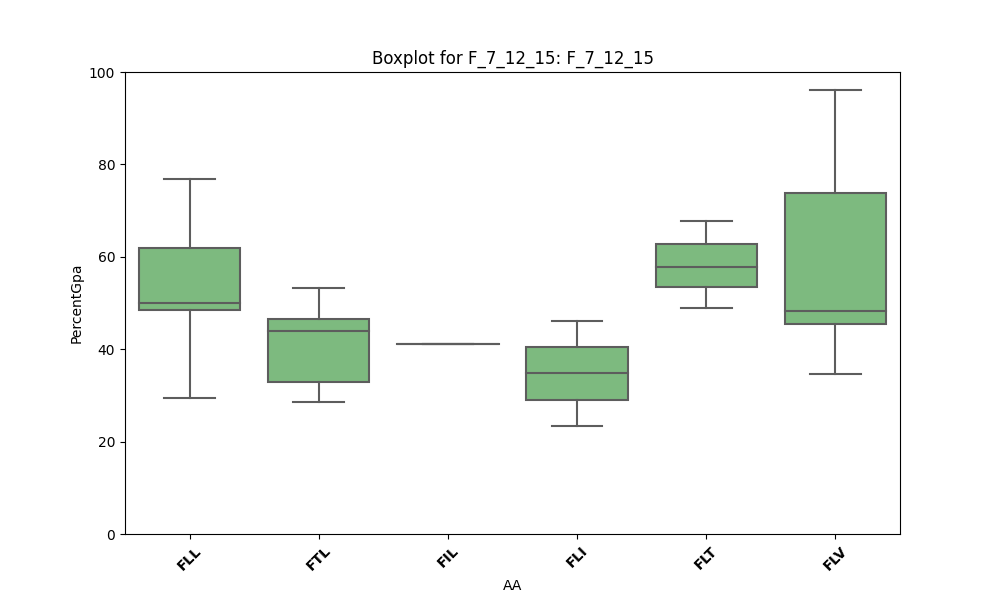 Boxplot for F_7_12_15: F_7_12_15
100
80
60
40
20
0
PercentGpa
FLL
FTL
FIL
FLI
FLT
FLV
AA